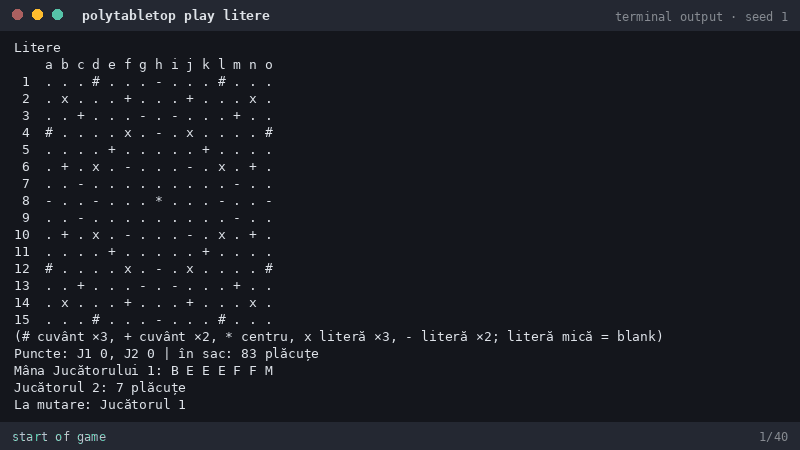 polytabletop play litere
terminal output · seed 1
Litere
    a b c d e f g h i j k l m n o
 1  . . . # . . . - . . . # . . .
 2  . x . . . + . . . + . . . x .
 3  . . + . . . - . - . . . + . .
 4  # . . . . x . - . x . . . . #
 5  . . . . + . . . . . + . . . .
 6  . + . x . - . . . - . x . + .
 7  . . - . . . . . . . . . - . .
 8  - . . - . . . * . . . - . . -
 9  . . - . . . . . . . . . - . .
10  . + . x . - . . . - . x . + .
11  . . . . + . . . . . + . . . .
12  # . . . . x . - . x . . . . #
13  . . + . . . - . - . . . + . .
14  . x . . . + . . . + . . . x .
15  . . . # . . . - . . . # . . .
(# cuvânt ×3, + cuvânt ×2, * centru, x literă ×3, - literă ×2; literă mică = blank)
Puncte: J1 0, J2 0 | în sac: 83 plăcuțe
Mâna Jucătorului 1: B E E E F F M
Jucătorul 2: 7 plăcuțe
La mutare: Jucătorul 1
start of game
1/40